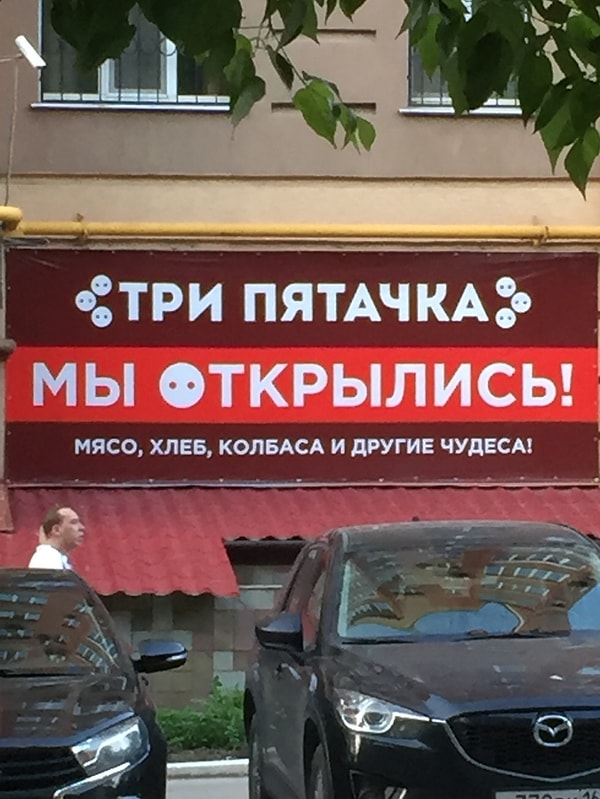 ТРИ ПЯТАЧКА
МЫ ОТКРЫЛИСЬ!
МЯСО, ХЛЕБ, КОЛБАСА И ДРУГИЕ ЧУДЕСА!